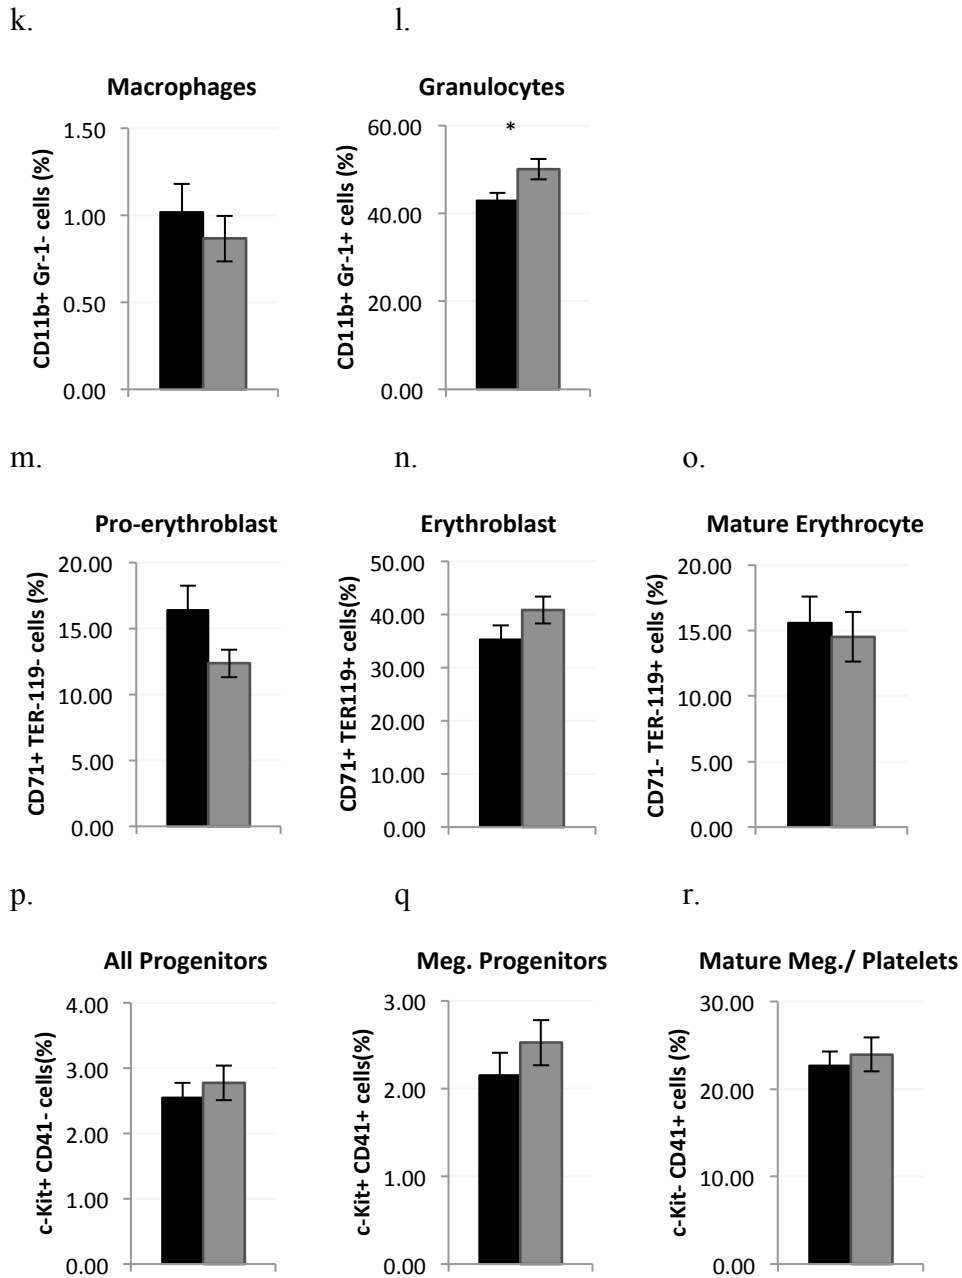 k. l.
Macrophages Granulocytes
CD11b+ Gr-1- cells (%)
1.50
1.00
0.50
0.00
CD11b+ Gr-1+ cells (%)
60.00
40.00
20.00
0.00
*
m. n. o.
Pro-erythroblast Erythroblast Mature Erythrocyte
CD71+ TER-119- cells (%)
20.00
15.00
10.00
5.00
0.00
CD71+ TER119+ cells(%)
50.00
40.00
30.00
20.00
10.00
0.00
CD71- TER-119+ cells (%)
20.00
15.00
10.00
5.00
0.00
p. q r.
All Progenitors Meg. Progenitors Mature Meg./ Platelets
c-Kit+ CD41- cells(%)
4.00
3.00
2.00
1.00
0.00
c-Kit+ CD41+ cells (%)
3.00
2.00
1.00
0.00
c-Kit- CD41+ cells (%)
30.00
20.00
10.00
0.00